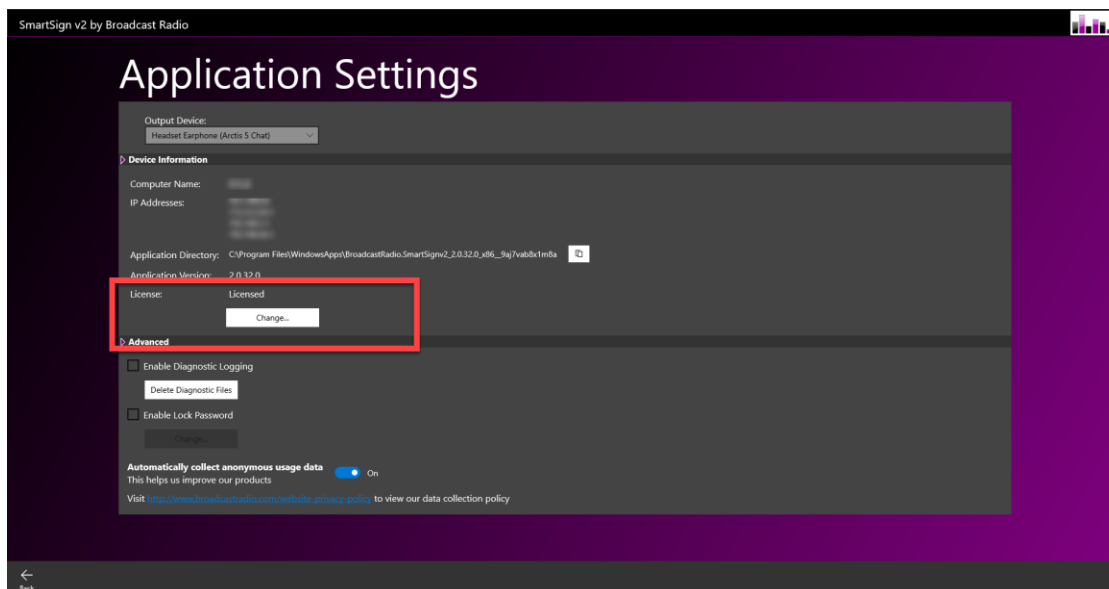 SmartSign v2 by Broadcast Radio
Application Settings
Output Device:
Headset Earphone (Arctis 5 Chat)
Device Information
Computer Name:
IP Addresses:
Application Directory: C:\Program Files\WindowsApps\BroadcastRadio.SmartSignv2_2.0.32.0_x86__9aj7vab8x1m8a
Application Version: 2.0.32.0
License: Licensed
Change...
Advanced
Enable Diagnostic Logging
Delete Diagnostic Files
Enable Lock Password
Change...
Automatically collect anonymous usage data
On
This helps us improve our products
Visit http://www.broadcastradio.com/website-privacy-policy to view our data collection policy
Back